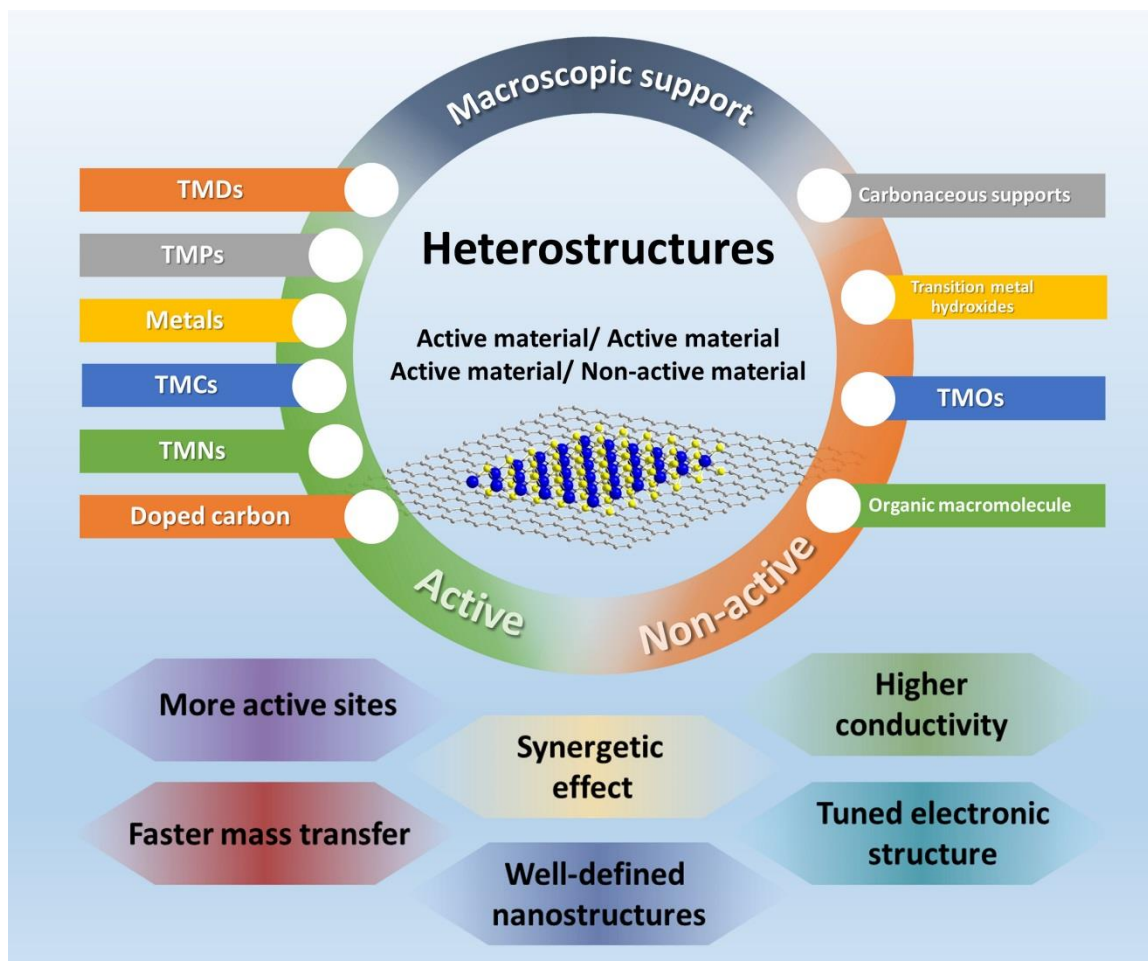 Macroscopic support
TMDs
TMPs
Metals
TMCs
TMNs
Doped carbon
Heterostructures
Active material/ Active material
Active material/ Non-active material
Carbonaceous supports
Transition metal
hydroxides
TMOs
Organic macromolecule
Active
Non-active
More active sites
Faster mass transfer
Synergetic
effect
Well-defined
nanostructures
Higher
conductivity
Tuned electronic
structure